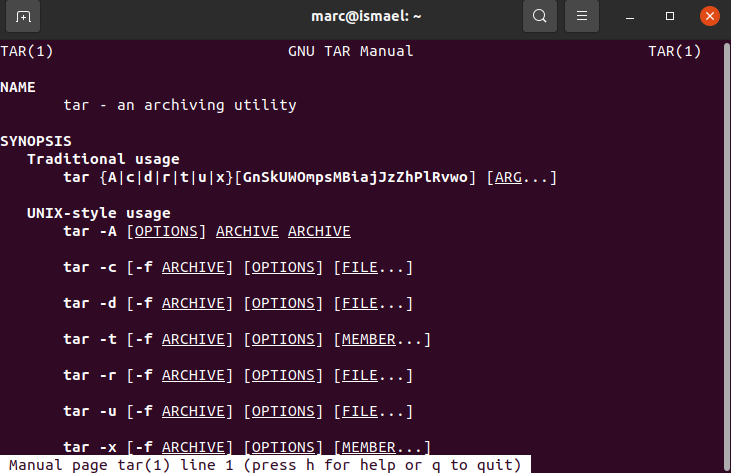 marc@ismael: ~
TAR(1) GNU TAR Manual TAR(1)
NAME
tar - an archiving utility
SYNOPSIS
Traditional usage
tar {A|c|d|r|t|u|x}[GnSkUWOmpsMBiajJzZhPlRvwo] [ARG...]
UNIX-style usage
tar -A [OPTIONS] ARCHIVE ARCHIVE
tar -c [-f ARCHIVE] [OPTIONS] [FILE...]
tar -d [-f ARCHIVE] [OPTIONS] [FILE...]
tar -t [-f ARCHIVE] [OPTIONS] [MEMBER...]
tar -r [-f ARCHIVE] [OPTIONS] [FILE...]
tar -u [-f ARCHIVE] [OPTIONS] [FILE...]
tar -x [-f ARCHIVE] [OPTIONS] [MEMBER...]
Manual page tar(1) line 1 (press h for help or q to quit)